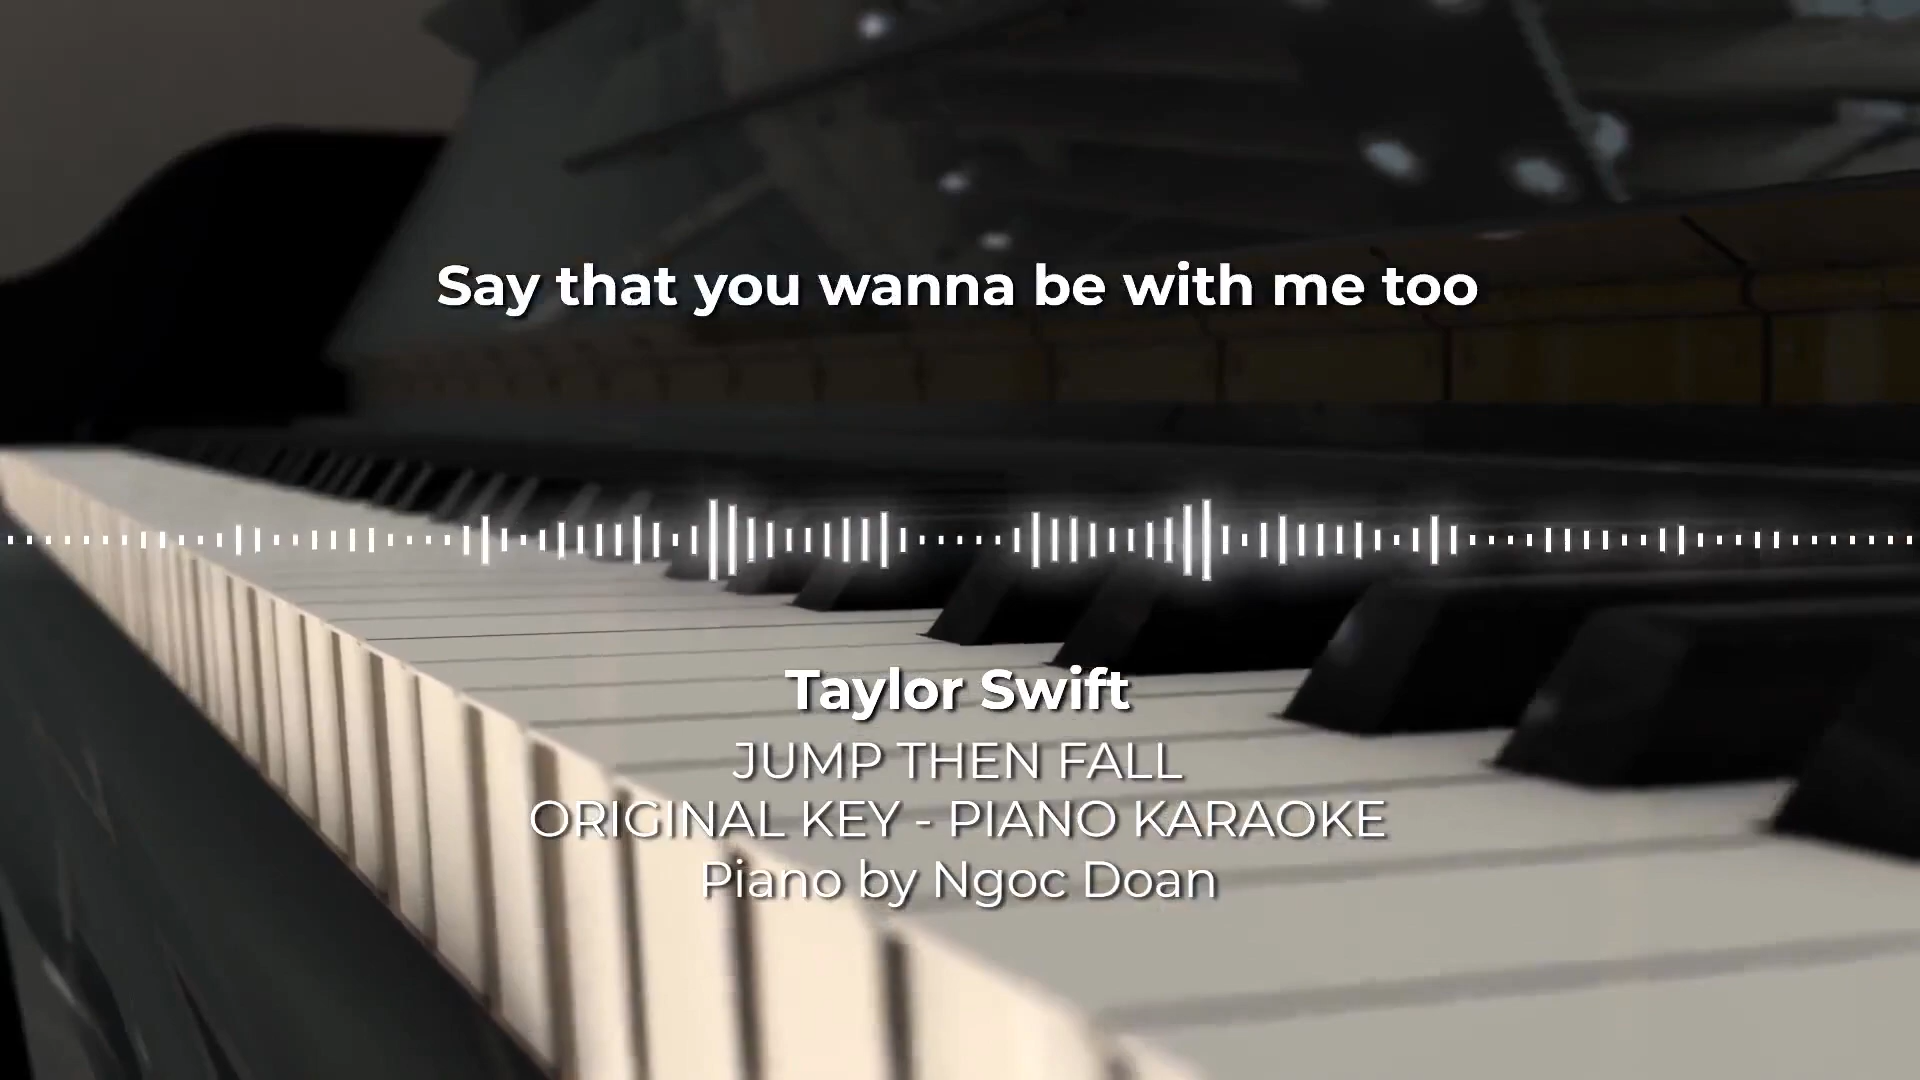 Say that you wanna be with me too
Taylor Swift
JUMP THEN FALL
ORIGINAL KEY - PIANO KARAOKE
Piano by Ngoc Doan